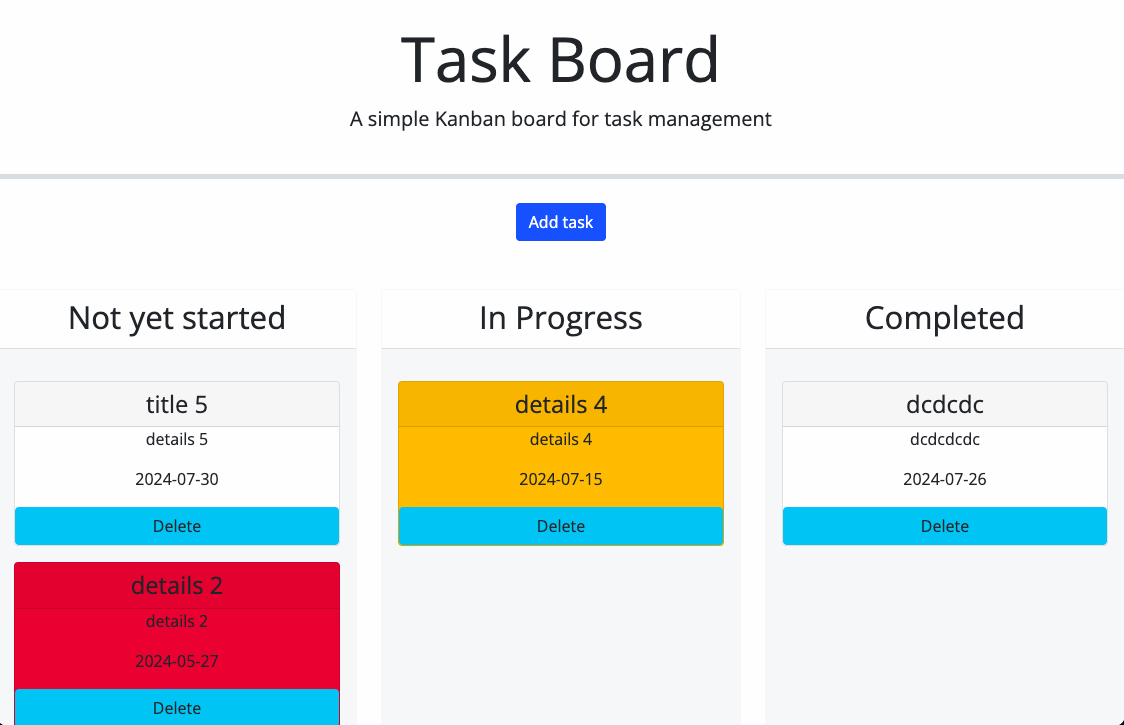 Task Board
A simple Kanban board for task management
Add task
Not yet started
title 5
details 5
2024-07-30
Delete
details 2
details 2
2024-05-27
Delete
In Progress
details 4
details 4
2024-07-15
Delete
Completed
dcdcdc
dcdcdcdc
2024-07-26
Delete